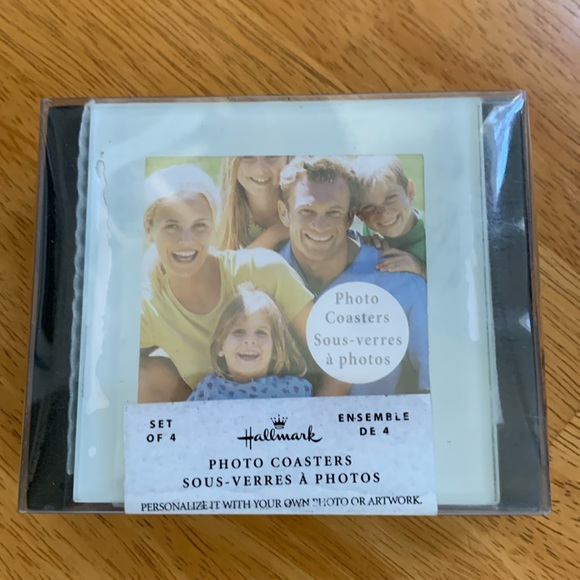 Photo
Coasters
Sous-verres
à photos
SET
OF 4
Hallmark
ENSEMBLE
DE 4
PHOTO COASTERS
SOUS-VERRES À PHOTOS
PERSONALIZE IT WITH YOUR OWN PHOTO OR ARTWORK.